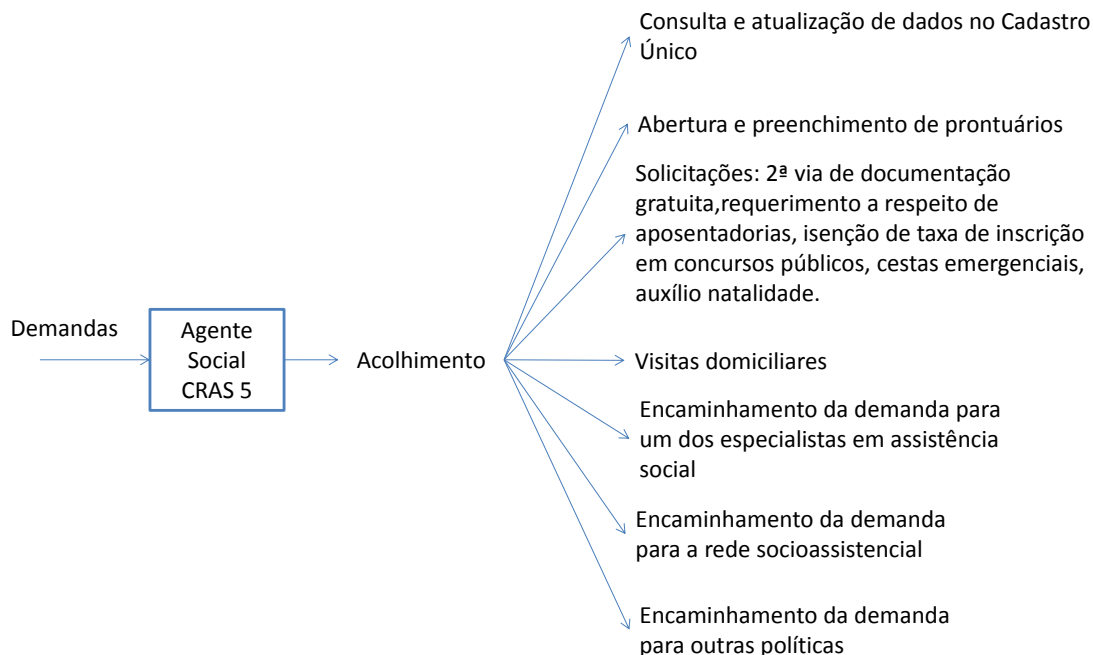 Consulta e atualização de dados no Cadastro
Único
Abertura e preenchimento de prontuários
Solicitações: 2ª via de documentação
gratuita,requerimento a respeito de
aposentadorias, isenção de taxa de inscrição
em concursos públicos, cestas emergenciais,
auxílio natalidade.
Demandas
Agente
Social
CRAS 5
Acolhimento
Visitas domiciliares
Encaminhamento da demanda para
um dos especialistas em assistência
social
Encaminhamento da demanda
para a rede socioassistencial
Encaminhamento da demanda
para outras políticas